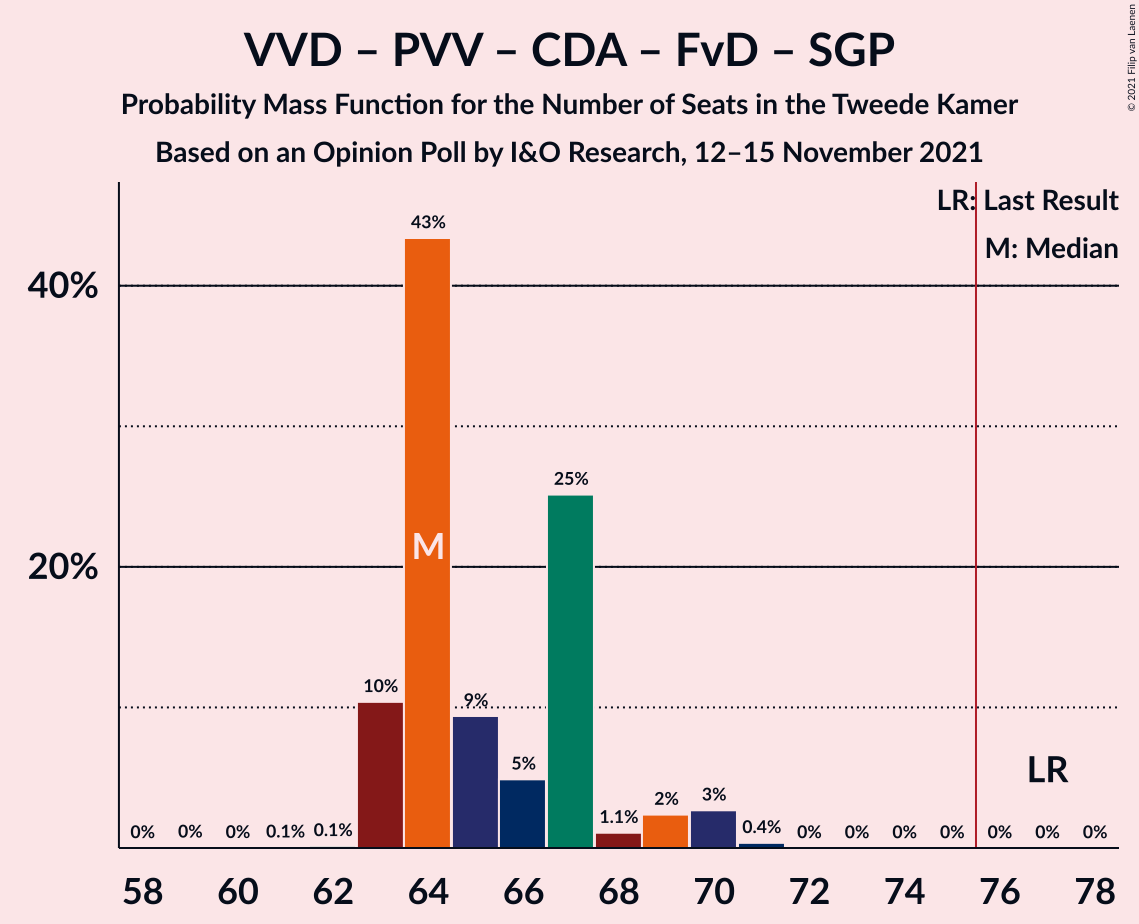 VVD – PVV – CDA – FvD – SGP
Probability Mass Function for the Number of Seats in the Tweede Kamer
Based on an Opinion Poll by I&O Research, 12–15 November 2021
© 2021 Filip van Laenen
LR: Last Result
M: Median
40%
20%
43%
M
25%
10%
9%
5%
LR
0% 0% 0% 0.1% 0.1% 1.1% 2% 3% 0.4% 0% 0% 0% 0% 0% 0% 0%
58 60 62 64 66 68 70 72 74 76 78